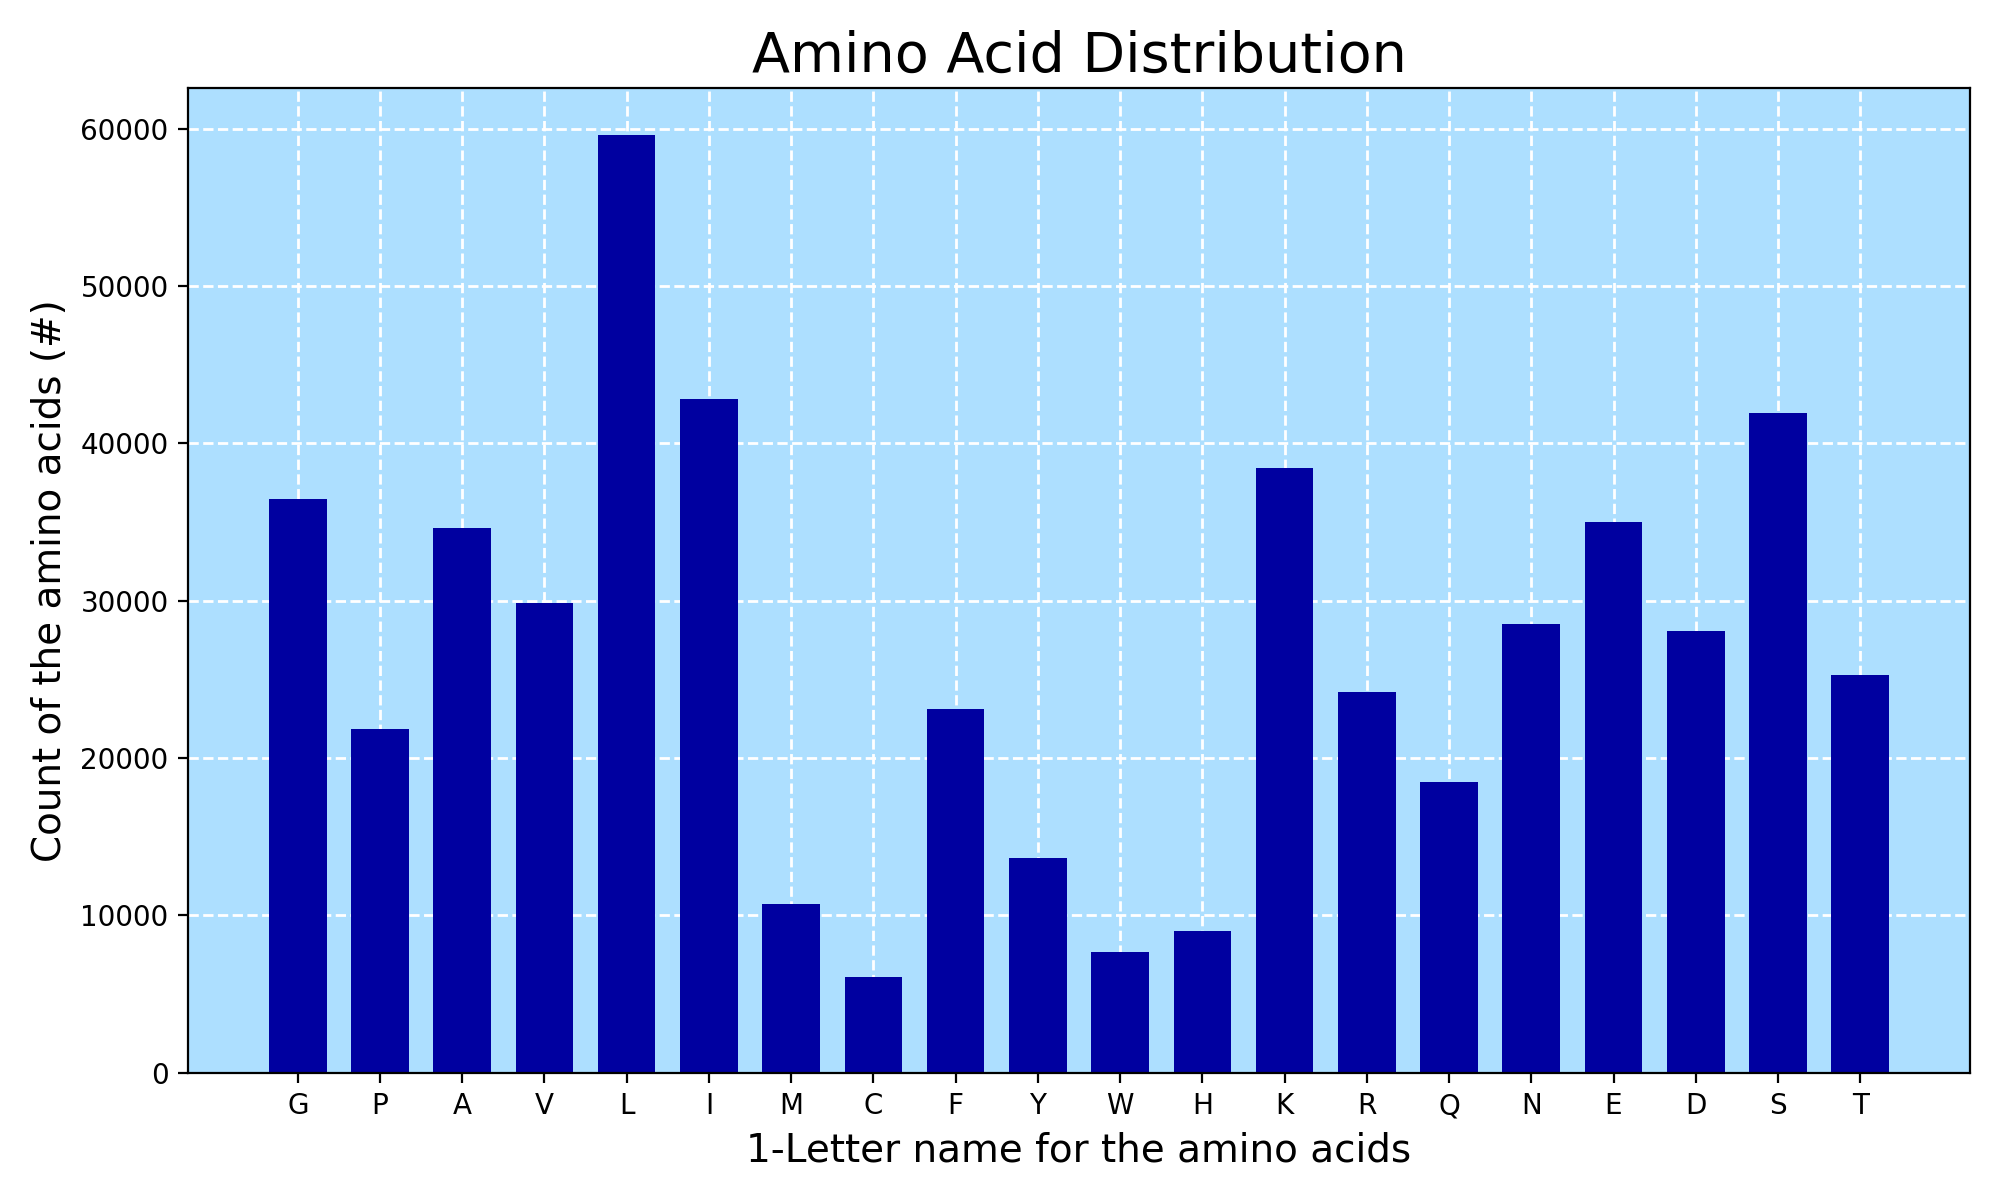 Amino Acid Distribution
Count of the amino acids (#)
60000
50000
40000
30000
20000
10000
0
G P A V L I M C F Y W H K R Q N E D S T
1-Letter name for the amino acids